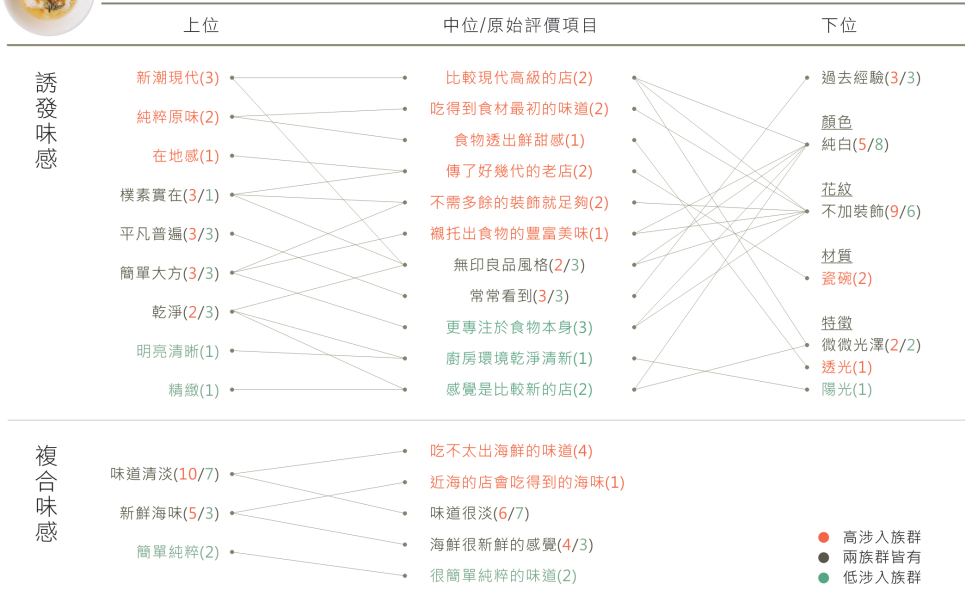 上位 中位/原始評價項目 下位
誘發味感
新潮現代(3) 比較現代高級的店(2) 過去經驗(3/3)
純粹原味(2) 吃得到食材最初的味道(2) 顏色
食物透出鮮甜感(1) 純白(5/8)
在地感(1) 傳了好幾代的老店(2)
樸素實在(3/1) 不需多餘的裝飾就足夠(2) 花紋
平凡普遍(3/3) 襯托出食物的豐富美味(1) 不加裝飾(9/6)
簡單大方(3/3) 無印良品風格(2/3) 材質
乾淨(2/3) 常常看到(3/3) 瓷碗(2)
明亮清晰(1) 更專注於食物本身(3) 特徵
廚房環境乾淨清新(1) 微微光澤(2/2)
透光(1)
精緻(1) 感覺是比較新的店(2) 陽光(1)
複合味感
吃不太出海鮮的味道(4)
味道清淡(10/7) 近海的店會吃得到的海味(1)
新鮮海味(5/3) 味道很淡(6/7)
簡單純粹(2) 海鮮很新鮮的感覺(4/3)
很簡單純粹的味道(2)
高涉入族群
兩族群皆有
低涉入族群